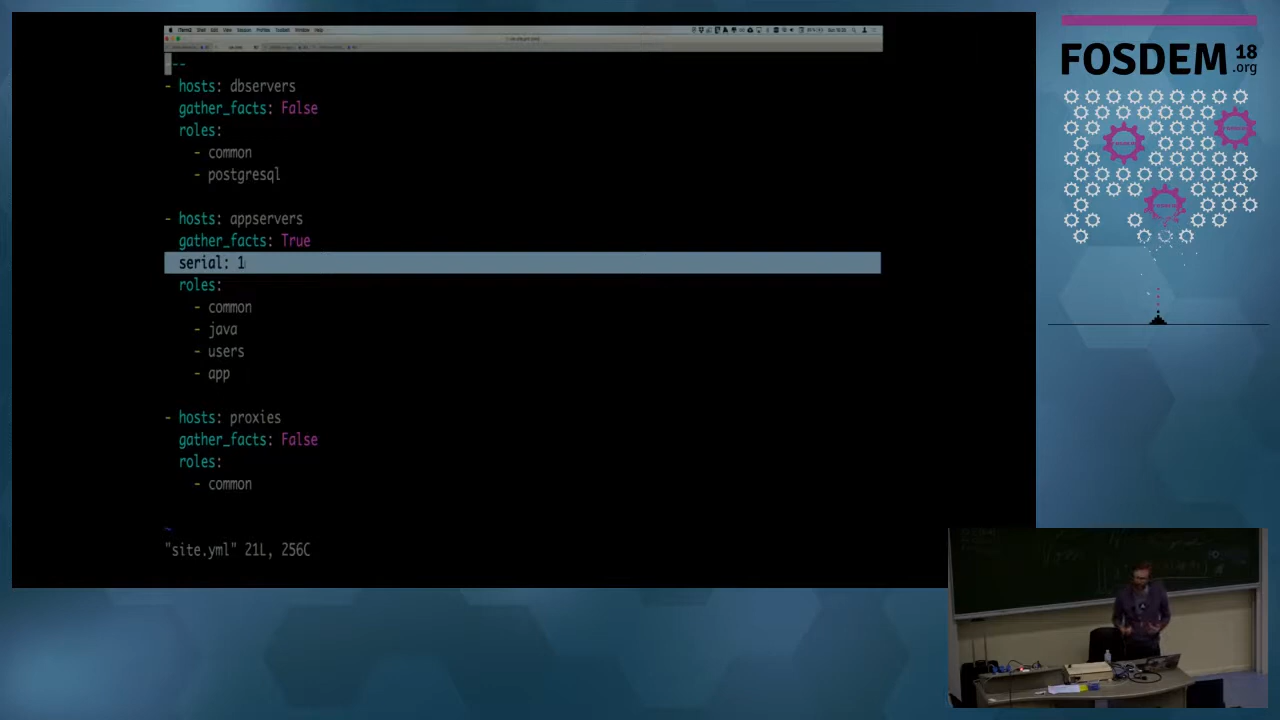 ---
- hosts: dbservers
gather_facts: False
roles:
- common
- postgresql
- hosts: appservers
gather_facts: True
serial: 1
roles:
- common
- java
- users
- app
- hosts: proxies
gather_facts: False
roles:
- common
~
"site.yml" 21L, 256C
FOSDEM 18
.org